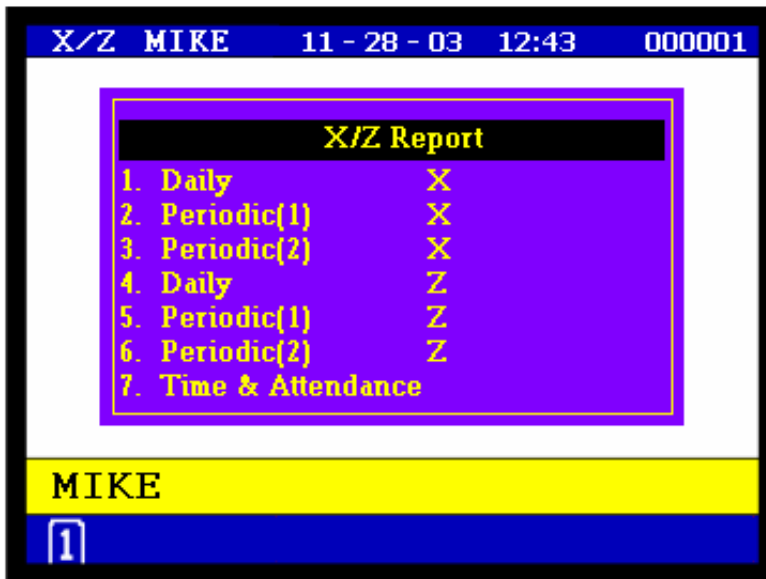 X/Z MIKE 11 - 28 - 03 12:43 000001
X/Z Report
1. Daily X
2. Periodic(1) X
3. Periodic(2) X
4. Daily Z
5. Periodic(1) Z
6. Periodic(2) Z
7. Time & Attendance
MIKE
1